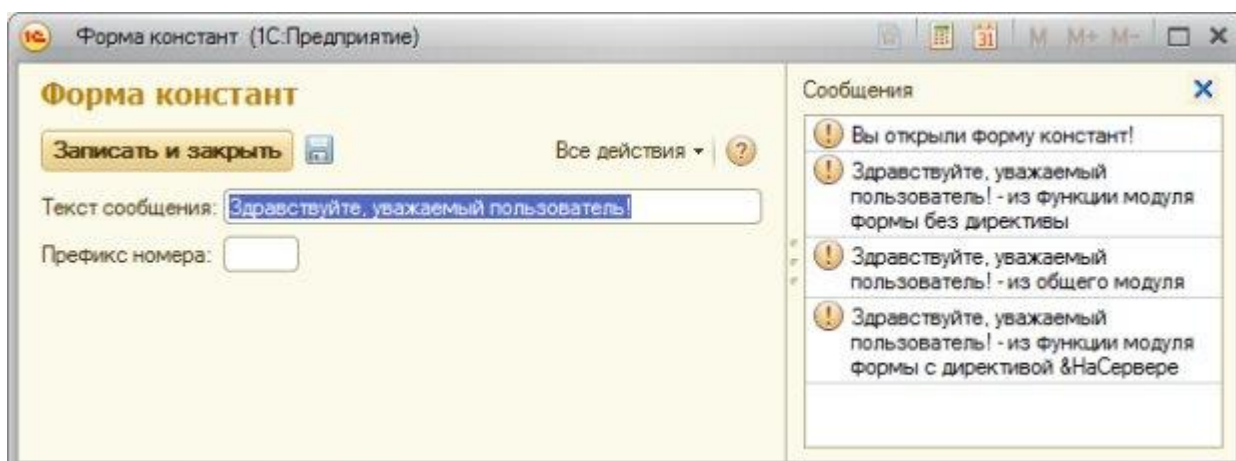 1С Форма констант (1С:Предприятие) 31 M M+ M-
Форма констант
Записать и закрыть Все действия ?
Текст сообщения: Здравствуйте, уважаемый пользователь!
Префикс номера:
Сообщения
Вы открыли форму констант!
Здравствуйте, уважаемый
пользователь! - из функции модуля
формы без директивы
Здравствуйте, уважаемый
пользователь! - из общего модуля
Здравствуйте, уважаемый
пользователь! - из функции модуля
формы с директивой &НаСервере